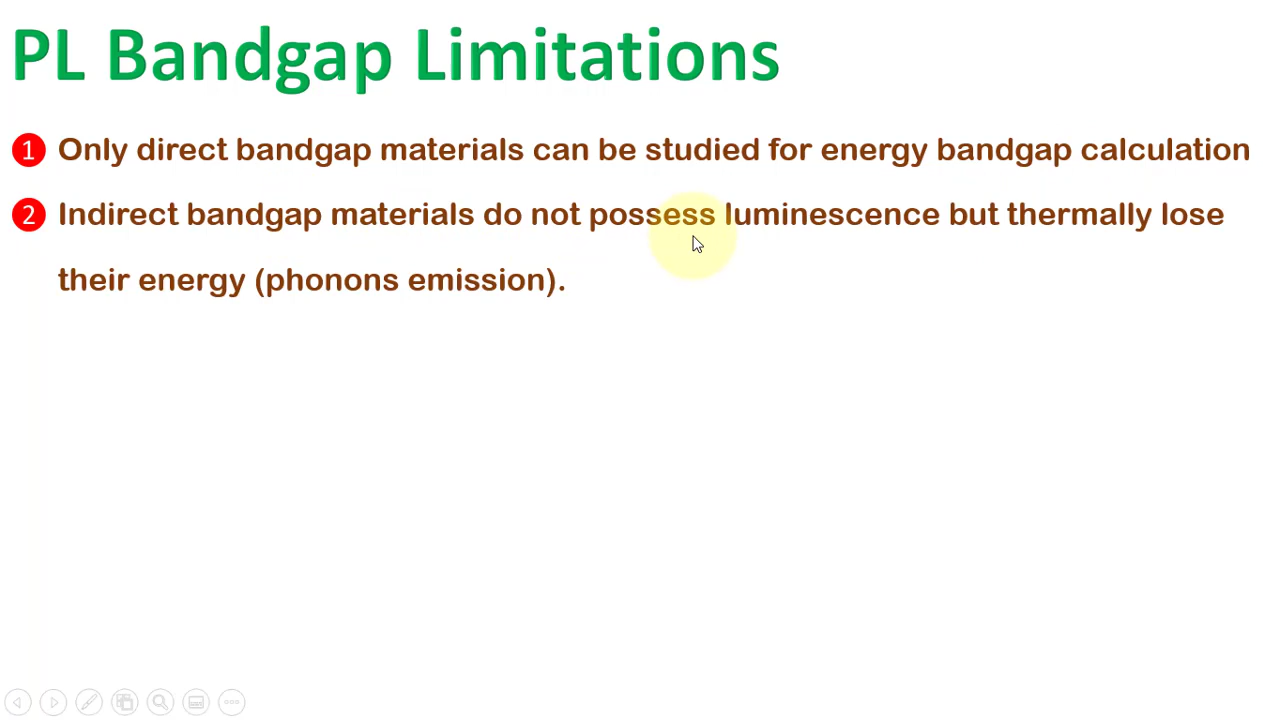 PL Bandgap Limitations
1 Only direct bandgap materials can be studied for energy bandgap calculation
2 Indirect bandgap materials do not possess luminescence but thermally lose
their energy (phonons emission).